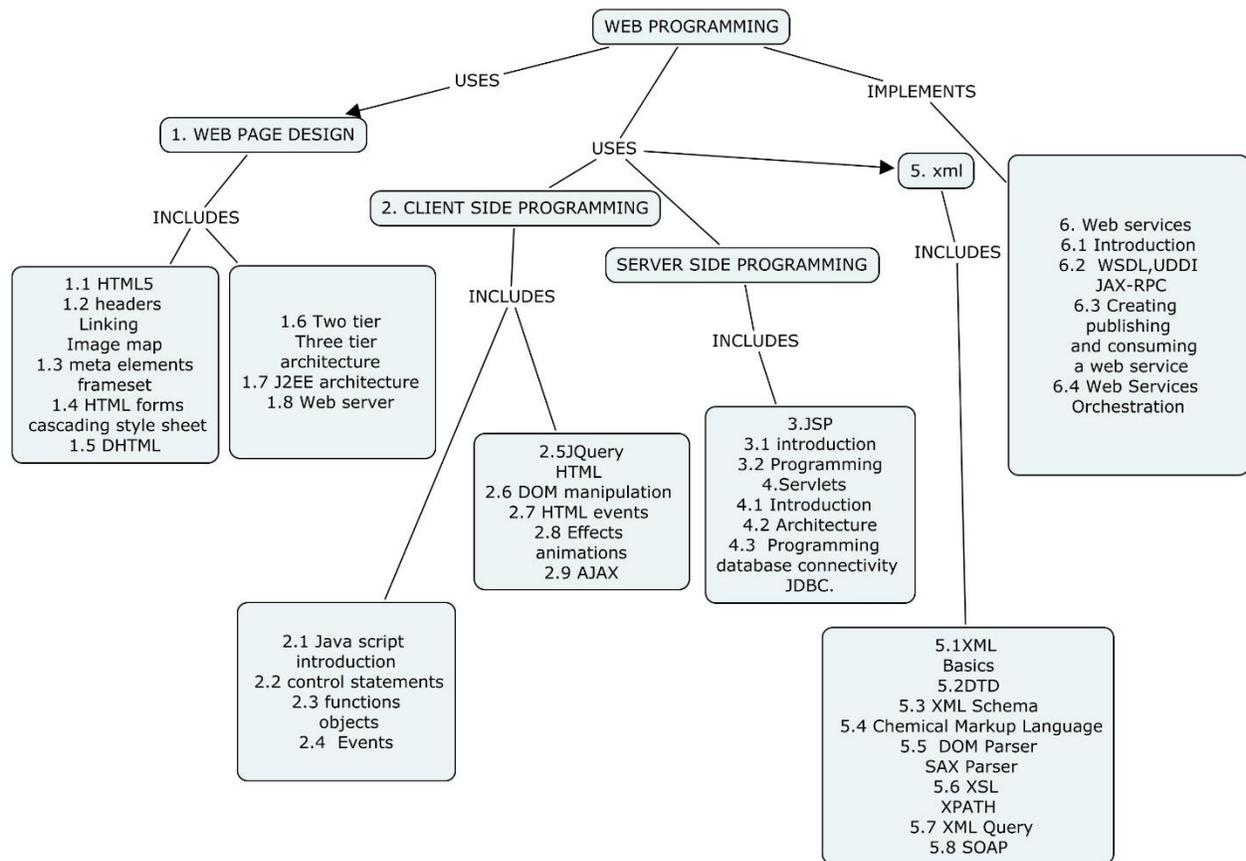 WEB PROGRAMMING
USES
IMPLEMENTS
1. WEB PAGE DESIGN
USES
5. xml
2. CLIENT SIDE PROGRAMMING
INCLUDES
SERVER SIDE PROGRAMMING
INCLUDES
1.1 HTML5
1.2 headers
Linking
Image map
1.3 meta elements
frameset
1.4 HTML forms
cascading style sheet
1.5 DHTML
1.6 Two tier
Three tier
architecture
1.7 J2EE architecture
1.8 Web server
INCLUDES
INCLUDES
6. Web services
6.1 Introduction
6.2 WSDL,UDDI
JAX-RPC
6.3 Creating
publishing
and consuming
a web service
6.4 Web Services
Orchestration
2.5JQuery
HTML
2.6 DOM manipulation
2.7 HTML events
2.8 Effects
animations
2.9 AJAX
3.JSP
3.1 introduction
3.2 Programming
4.Servlets
4.1 Introduction
4.2 Architecture
4.3 Programming
database connectivity
JDBC.
2.1 Java script
introduction
2.2 control statements
2.3 functions
objects
2.4 Events
5.1XML
Basics
5.2DTD
5.3 XML Schema
5.4 Chemical Markup Language
5.5 DOM Parser
SAX Parser
5.6 XSL
XPATH
5.7 XML Query
5.8 SOAP